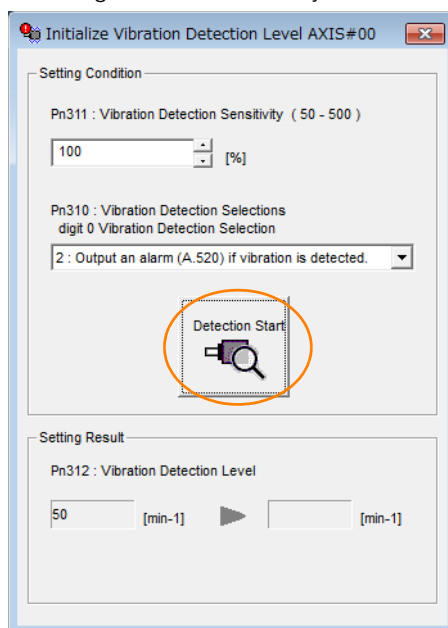 Initialize Vibration Detection Level AXIS#00
Setting Condition
Pn311 : Vibration Detection Sensitivity ( 50 - 500 )
100
[%]
Pn310 : Vibration Detection Selections
digit 0 Vibration Detection Selection
2 : Output an alarm (A.520) if vibration is detected.
Detection Start
Setting Result
Pn312 : Vibration Detection Level
50 [min-1] [min-1]